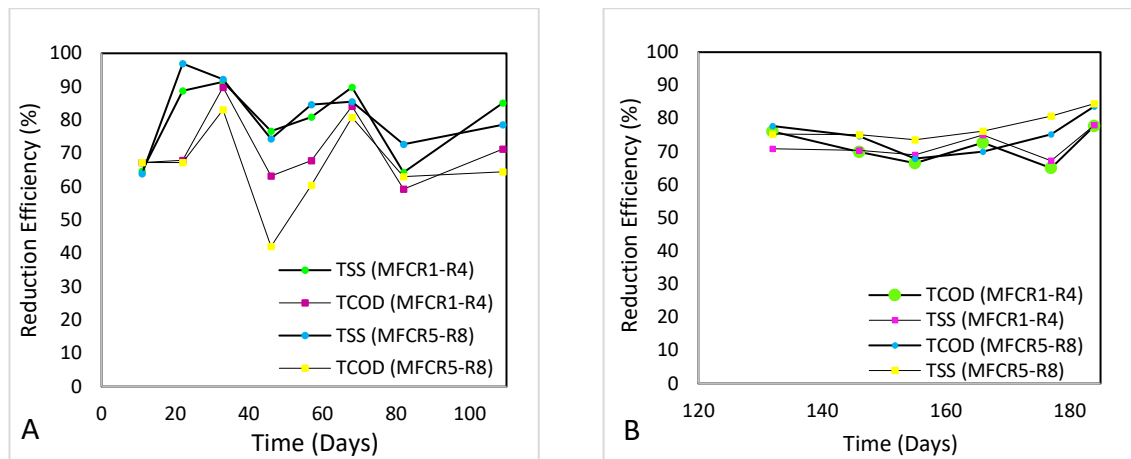 100
90
80
70
60
50
40
30
20
10
0
0 20 40 60 80 100
Reduction Efficiency (%)
Time (Days)
TSS (MFCR1-R4)
TCOD (MFCR1-R4)
TSS (MFCR5-R8)
TCOD (MFCR5-R8)
A
100
90
80
70
60
50
40
30
20
10
0
120 140 160 180
Reduction Efficiency (%)
Time (Days)
TCOD (MFCR1-R4)
TSS (MFCR1-R4)
TCOD (MFCR5-R8)
TSS (MFCR5-R8)
B